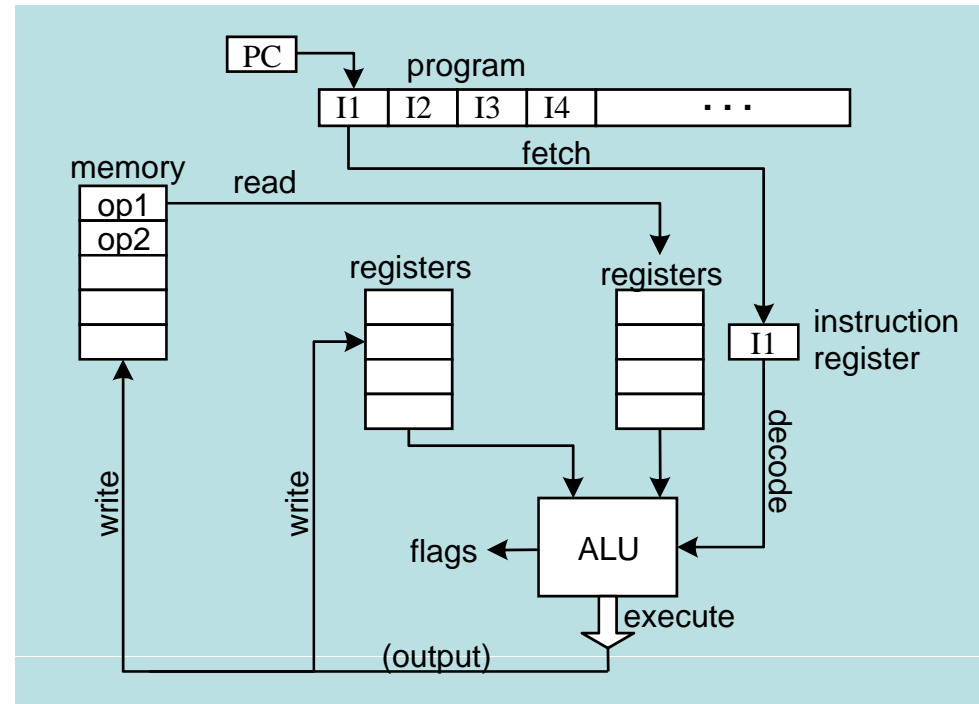 PC
program
I1 I2 I3 I4 ...
fetch
memory
read
op1
op2
registers
registers
instruction
register
I1
decode
write
write
flags
ALU
execute
(output)